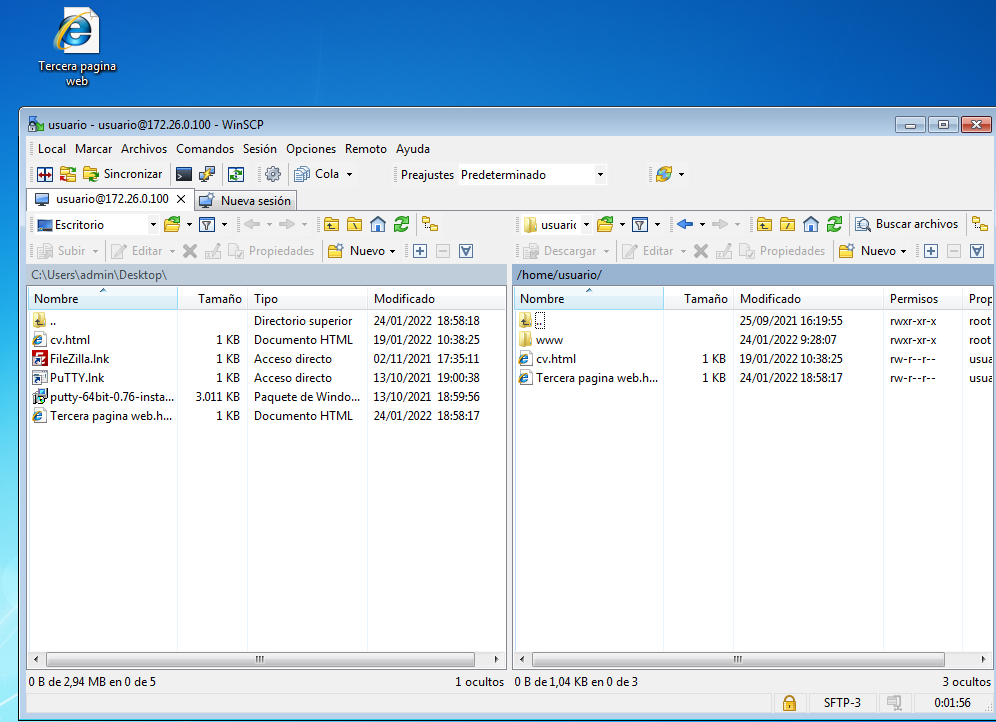 Tercera pagina
web
usuario - usuario@172.26.0.100 - WinSCP
Local Marcar Archivos Comandos Sesión Opciones Remoto Ayuda
Sincronizar Cola Preajustes Predeterminado
usuario@172.26.0.100 Nueva sesión
Escritorio usuaric Buscar archivos
Subir Editar Propiedades Nuevo Descargar Editar Propiedades Nuevo
C:\Users\admin\Desktop\ /home/usuario/
Nombre Tamaño Tipo Modificado Nombre Tamaño Modificado Permisos Prop
.. Directorio superior 24/01/2022 18:58:18 .. 25/09/2021 16:19:55 rwxr-xr-x root
cv.html 1 KB Documento HTML 19/01/2022 10:38:25 www 24/01/2022 9:28:07 rwxr-xr-x root
FileZilla.lnk 1 KB Acceso directo 02/11/2021 17:35:11 cv.html 1 KB 19/01/2022 10:38:25 rw-r--r-- usua
PuTTY.lnk 1 KB Acceso directo 13/10/2021 19:00:38 Tercera pagina web.h... 1 KB 24/01/2022 18:58:17 rw-r--r-- usua
putty-64bit-0.76-insta... 3.011 KB Paquete de Windo... 13/10/2021 18:59:56
Tercera pagina web.h... 1 KB Documento HTML 24/01/2022 18:58:17
0 B de 2,94 MB en 0 de 5 1 ocultos 0 B de 1,04 KB en 0 de 3 3 ocultos
SFTP-3 0:01:56